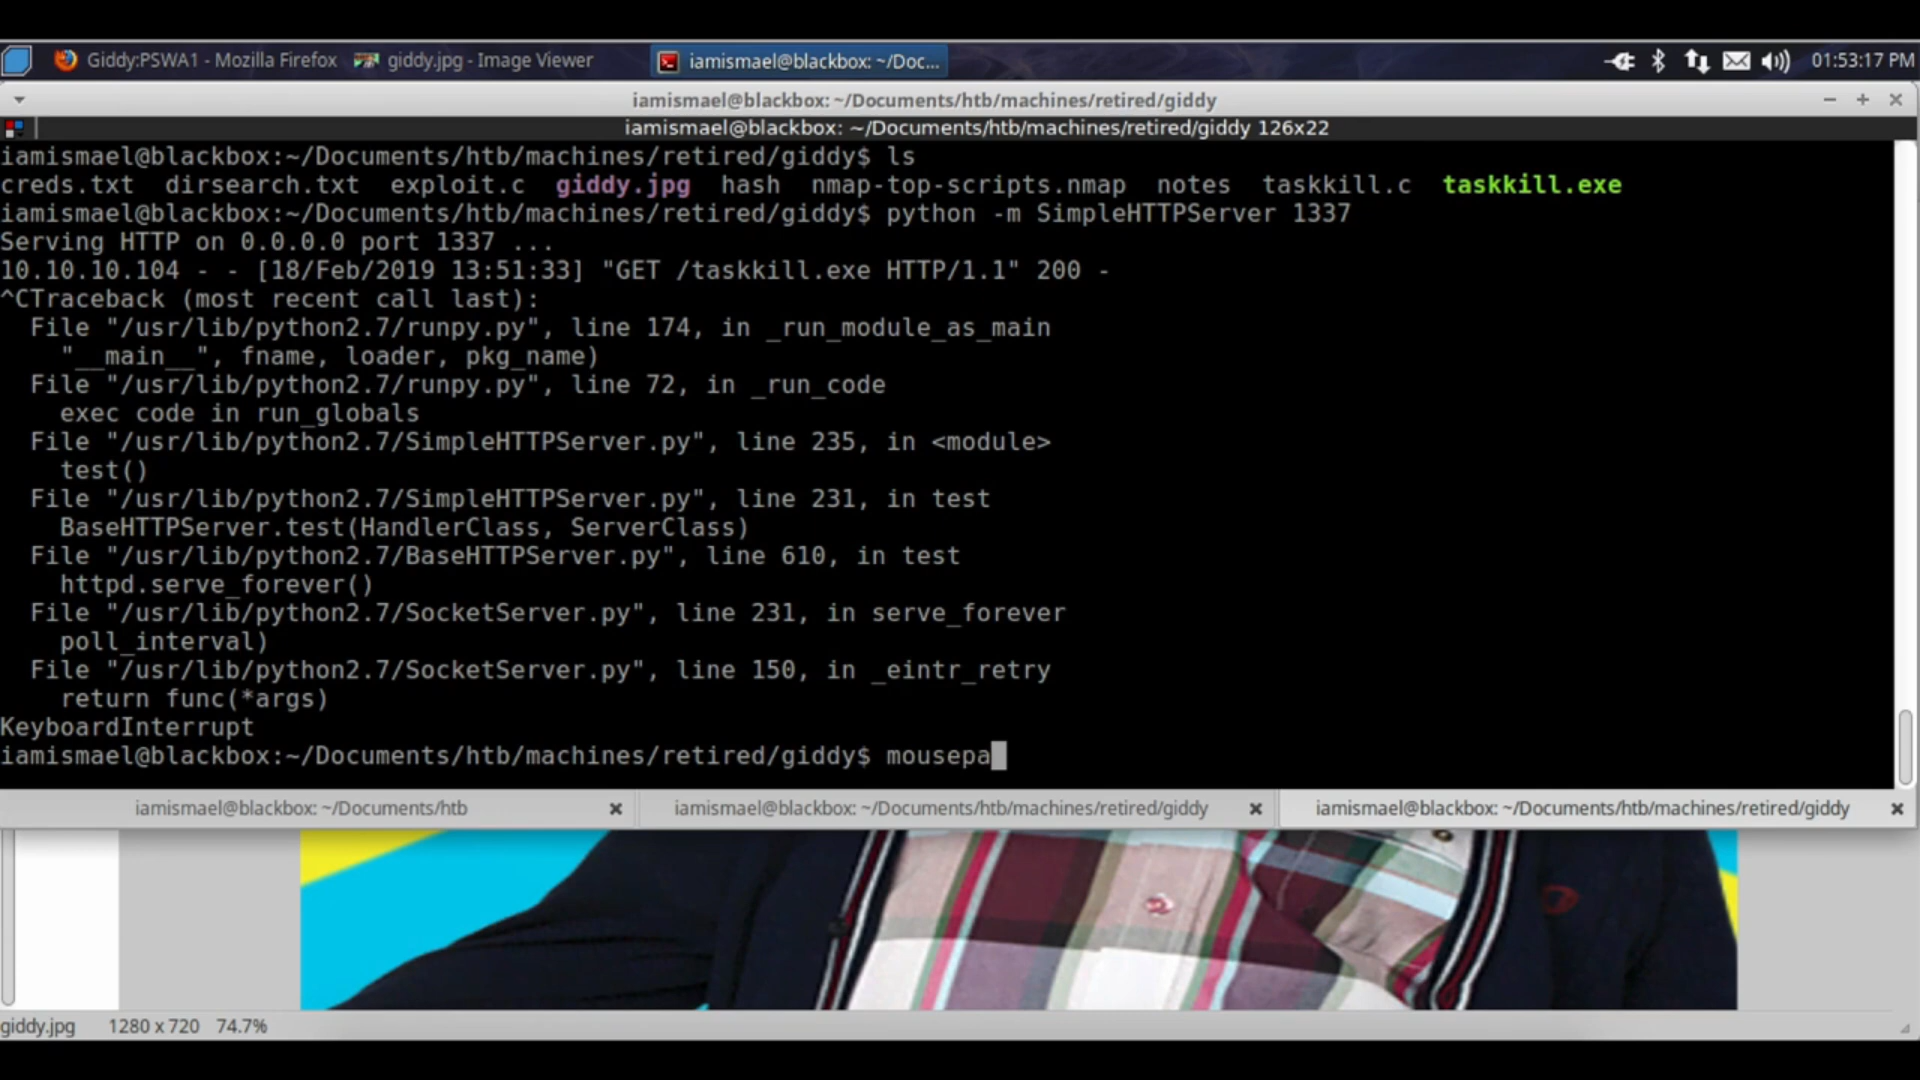 Giddy:PSWA1 - Mozilla Firefox giddy.jpg - Image Viewer iamismael@blackbox: ~/Doc... 01:53:17 PM
iamismael@blackbox: ~/Documents/htb/machines/retired/giddy
iamismael@blackbox: ~/Documents/htb/machines/retired/giddy 126x22
iamismael@blackbox:~/Documents/htb/machines/retired/giddy$ ls
creds.txt  dirsearch.txt  exploit.c  giddy.jpg  hash  nmap-top-scripts.nmap  notes  taskkill.c  taskkill.exe
iamismael@blackbox:~/Documents/htb/machines/retired/giddy$ python -m SimpleHTTPServer 1337
Serving HTTP on 0.0.0.0 port 1337 ...
10.10.10.104 - - [18/Feb/2019 13:51:33] "GET /taskkill.exe HTTP/1.1" 200 -
^CTraceback (most recent call last):
  File "/usr/lib/python2.7/runpy.py", line 174, in _run_module_as_main
    "__main__", fname, loader, pkg_name)
  File "/usr/lib/python2.7/runpy.py", line 72, in _run_code
    exec code in run_globals
  File "/usr/lib/python2.7/SimpleHTTPServer.py", line 235, in <module>
    test()
  File "/usr/lib/python2.7/SimpleHTTPServer.py", line 231, in test
    BaseHTTPServer.test(HandlerClass, ServerClass)
  File "/usr/lib/python2.7/BaseHTTPServer.py", line 610, in test
    httpd.serve_forever()
  File "/usr/lib/python2.7/SocketServer.py", line 231, in serve_forever
    poll_interval)
  File "/usr/lib/python2.7/SocketServer.py", line 150, in _eintr_retry
    return func(*args)
KeyboardInterrupt
iamismael@blackbox:~/Documents/htb/machines/retired/giddy$ mousepa
iamismael@blackbox: ~/Documents/htb iamismael@blackbox: ~/Documents/htb/machines/retired/giddy iamismael@blackbox: ~/Documents/htb/machines/retired/giddy
giddy.jpg 1280 x 720 74.7%